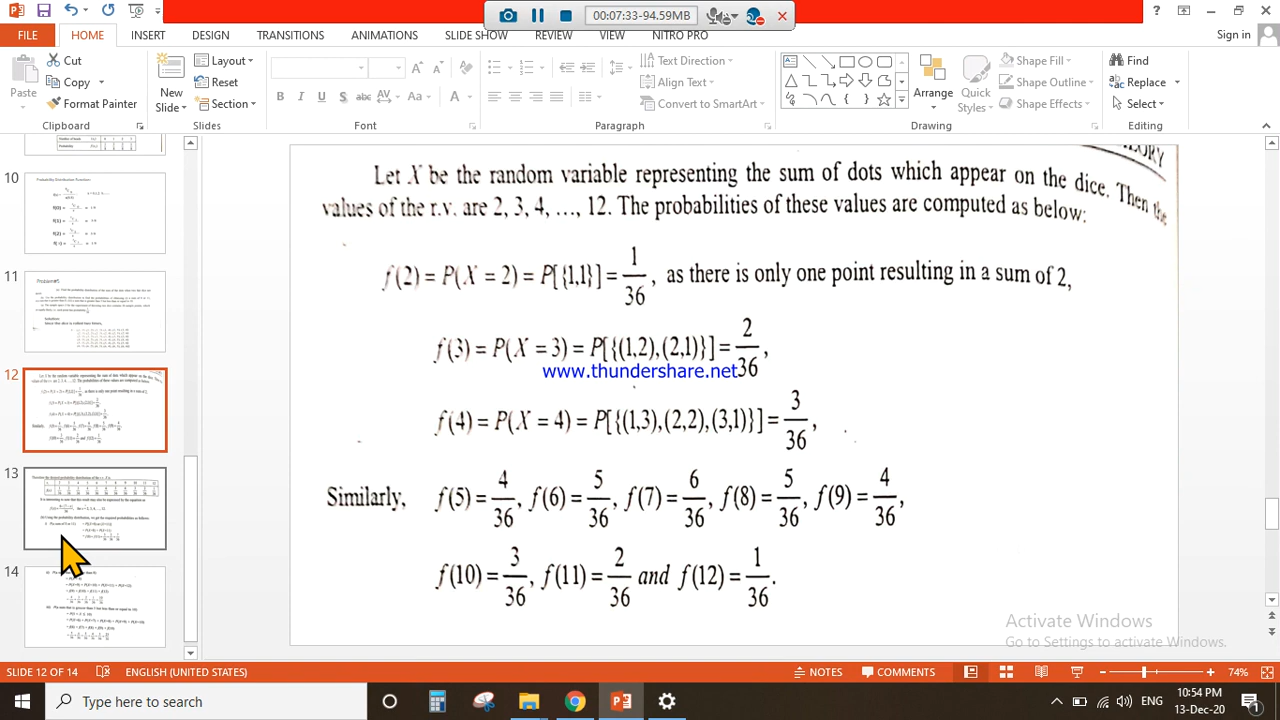 00:07:33-94.59MB
Sign in
FILE HOME INSERT DESIGN TRANSITIONS ANIMATIONS SLIDE SHOW REVIEW VIEW NITRO PRO
Paste Cut Copy Format Painter Clipboard
New Slide Layout Reset Section Slides
B I U S abc AV Aa A Font
Text Direction Align Text Convert to SmartArt Paragraph
Arrange Quick Styles Shape Fill Shape Outline Shape Effects Drawing
Find Replace Select Editing
10
11
12
13
14
Let X be the random variable representing the sum of dots which appear on the dice. Then the
values of the r.v. are 2, 3, 4, ..., 12. The probabilities of these values are computed as below:
f(2) = P(X = 2) = P[{1,1}] = 1/36, as there is only one point resulting in a sum of 2,
f(3) = P(X = 3) = P[{(1,2),(2,1)}] = 2/36,
www.thundershare.net
f(4) = P(X = 4) = P[{(1,3),(2,2),(3,1)}] = 3/36,
Similarly, f(5) = 4/36, f(6) = 5/36, f(7) = 6/36, f(8) = 5/36, f(9) = 4/36,
f(10) = 3/36, f(11) = 2/36 and f(12) = 1/36.
Activate Windows
Go to Settings to activate Windows.
SLIDE 12 OF 14 ENGLISH (UNITED STATES) NOTES COMMENTS 74%
Type here to search
ENG
10:54 PM
13-Dec-20